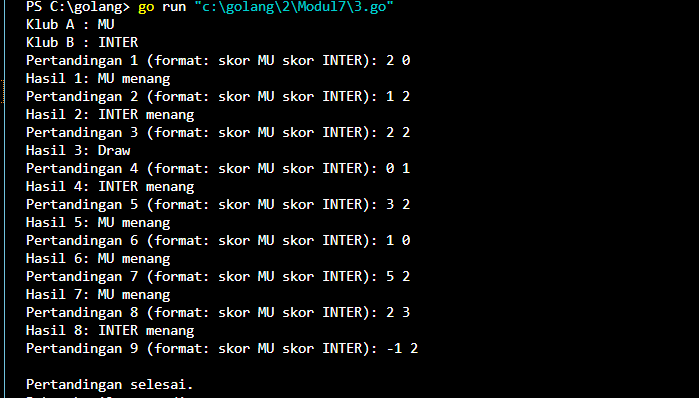 PS C:\golang> go run "c:\golang\2\Modul7\3.go"
Klub A : MU
Klub B : INTER
Pertandingan 1 (format: skor MU skor INTER): 2 0
Hasil 1: MU menang
Pertandingan 2 (format: skor MU skor INTER): 1 2
Hasil 2: INTER menang
Pertandingan 3 (format: skor MU skor INTER): 2 2
Hasil 3: Draw
Pertandingan 4 (format: skor MU skor INTER): 0 1
Hasil 4: INTER menang
Pertandingan 5 (format: skor MU skor INTER): 3 2
Hasil 5: MU menang
Pertandingan 6 (format: skor MU skor INTER): 1 0
Hasil 6: MU menang
Pertandingan 7 (format: skor MU skor INTER): 5 2
Hasil 7: MU menang
Pertandingan 8 (format: skor MU skor INTER): 2 3
Hasil 8: INTER menang
Pertandingan 9 (format: skor MU skor INTER): -1 2
Pertandingan selesai.